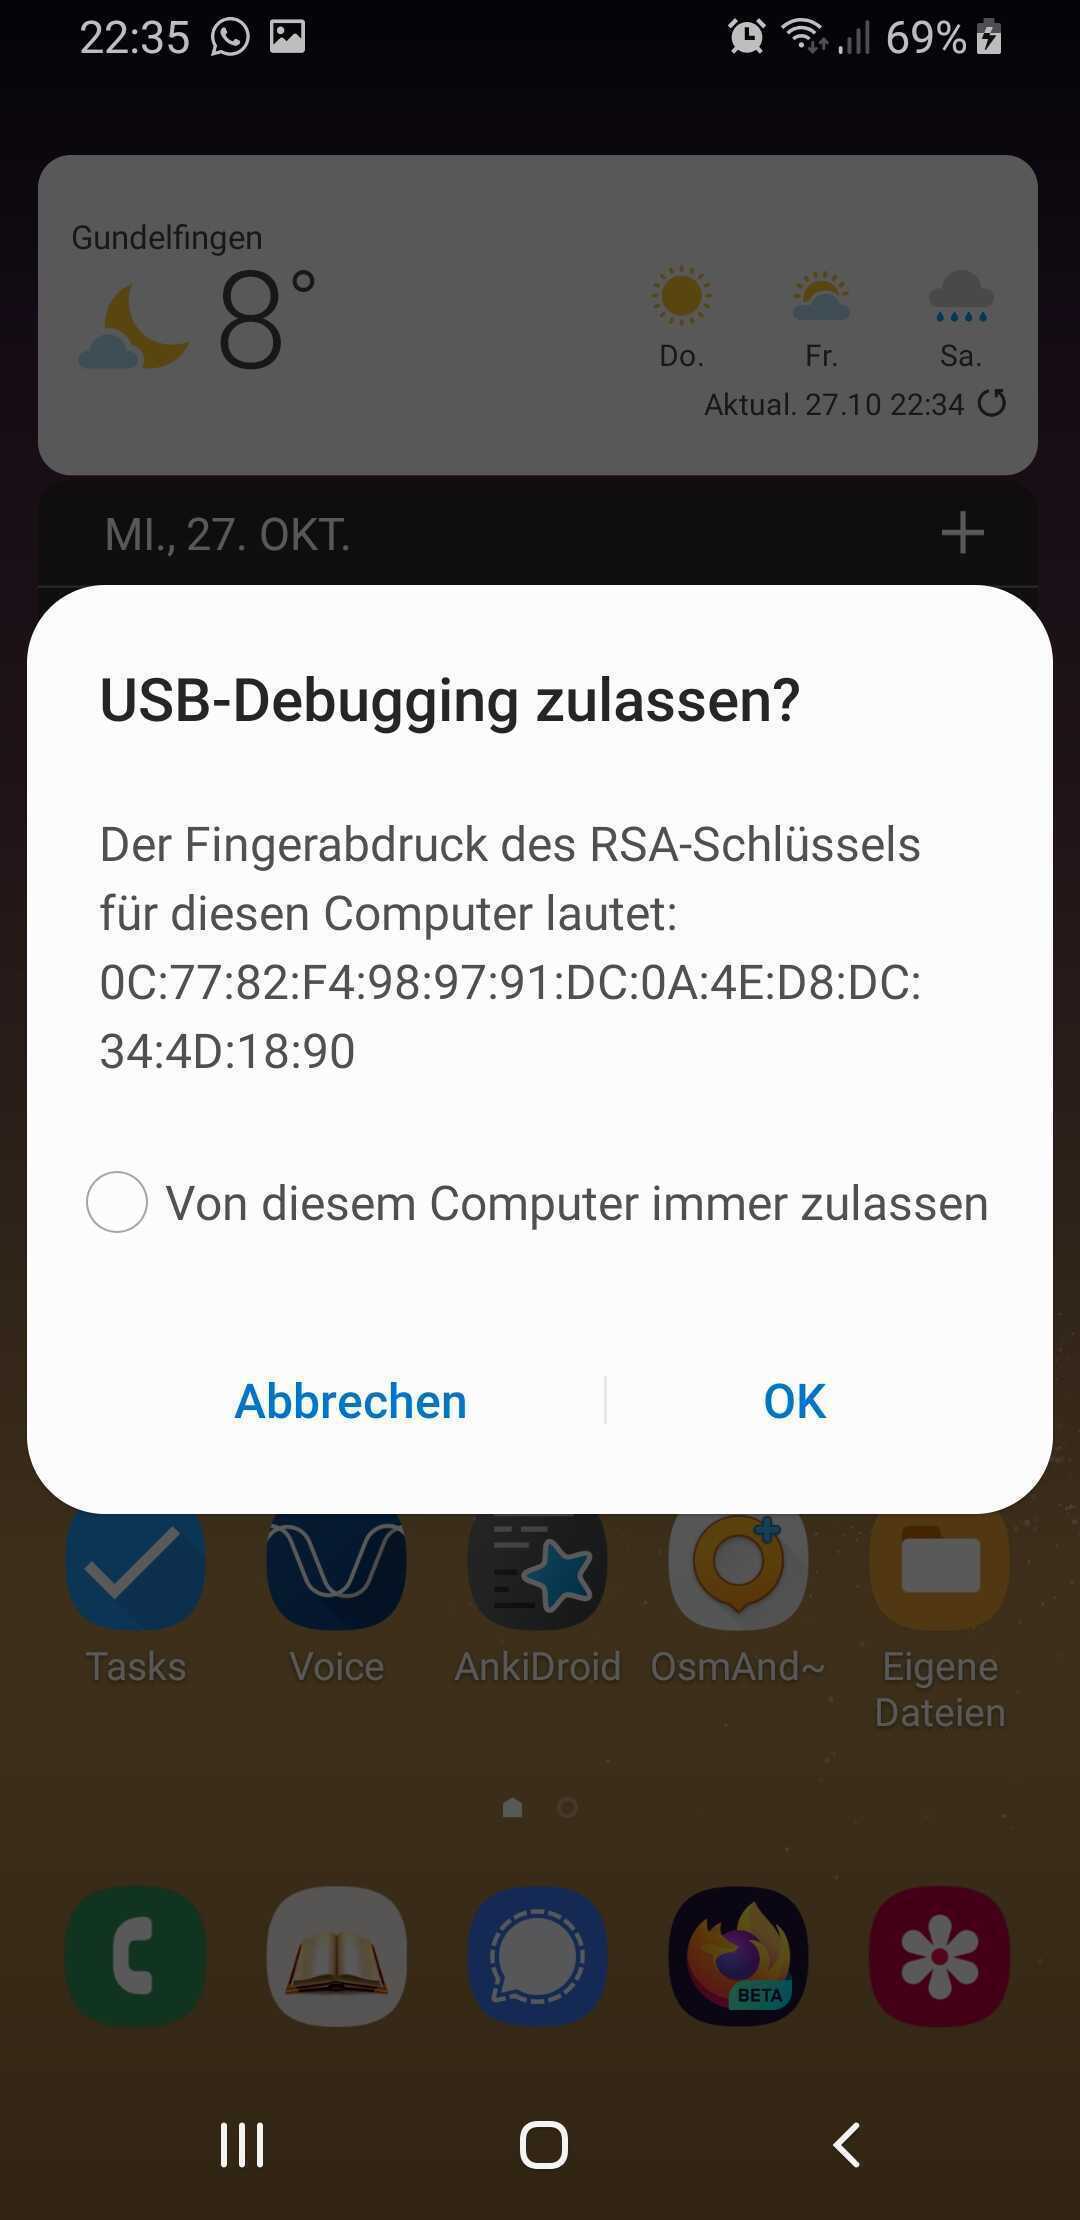 22:35 69%
Gundelfingen
8°
Do. Fr. Sa.
Aktual. 27.10 22:34
MI., 27. OKT.
USB-Debugging zulassen?
Der Fingerabdruck des RSA-Schlüssels
für diesen Computer lautet:
0C:77:82:F4:98:97:91:DC:0A:4E:D8:DC:
34:4D:18:90
Von diesem Computer immer zulassen
Abbrechen OK
Tasks Voice AnkiDroid OsmAnd~ Eigene
Dateien
BETA